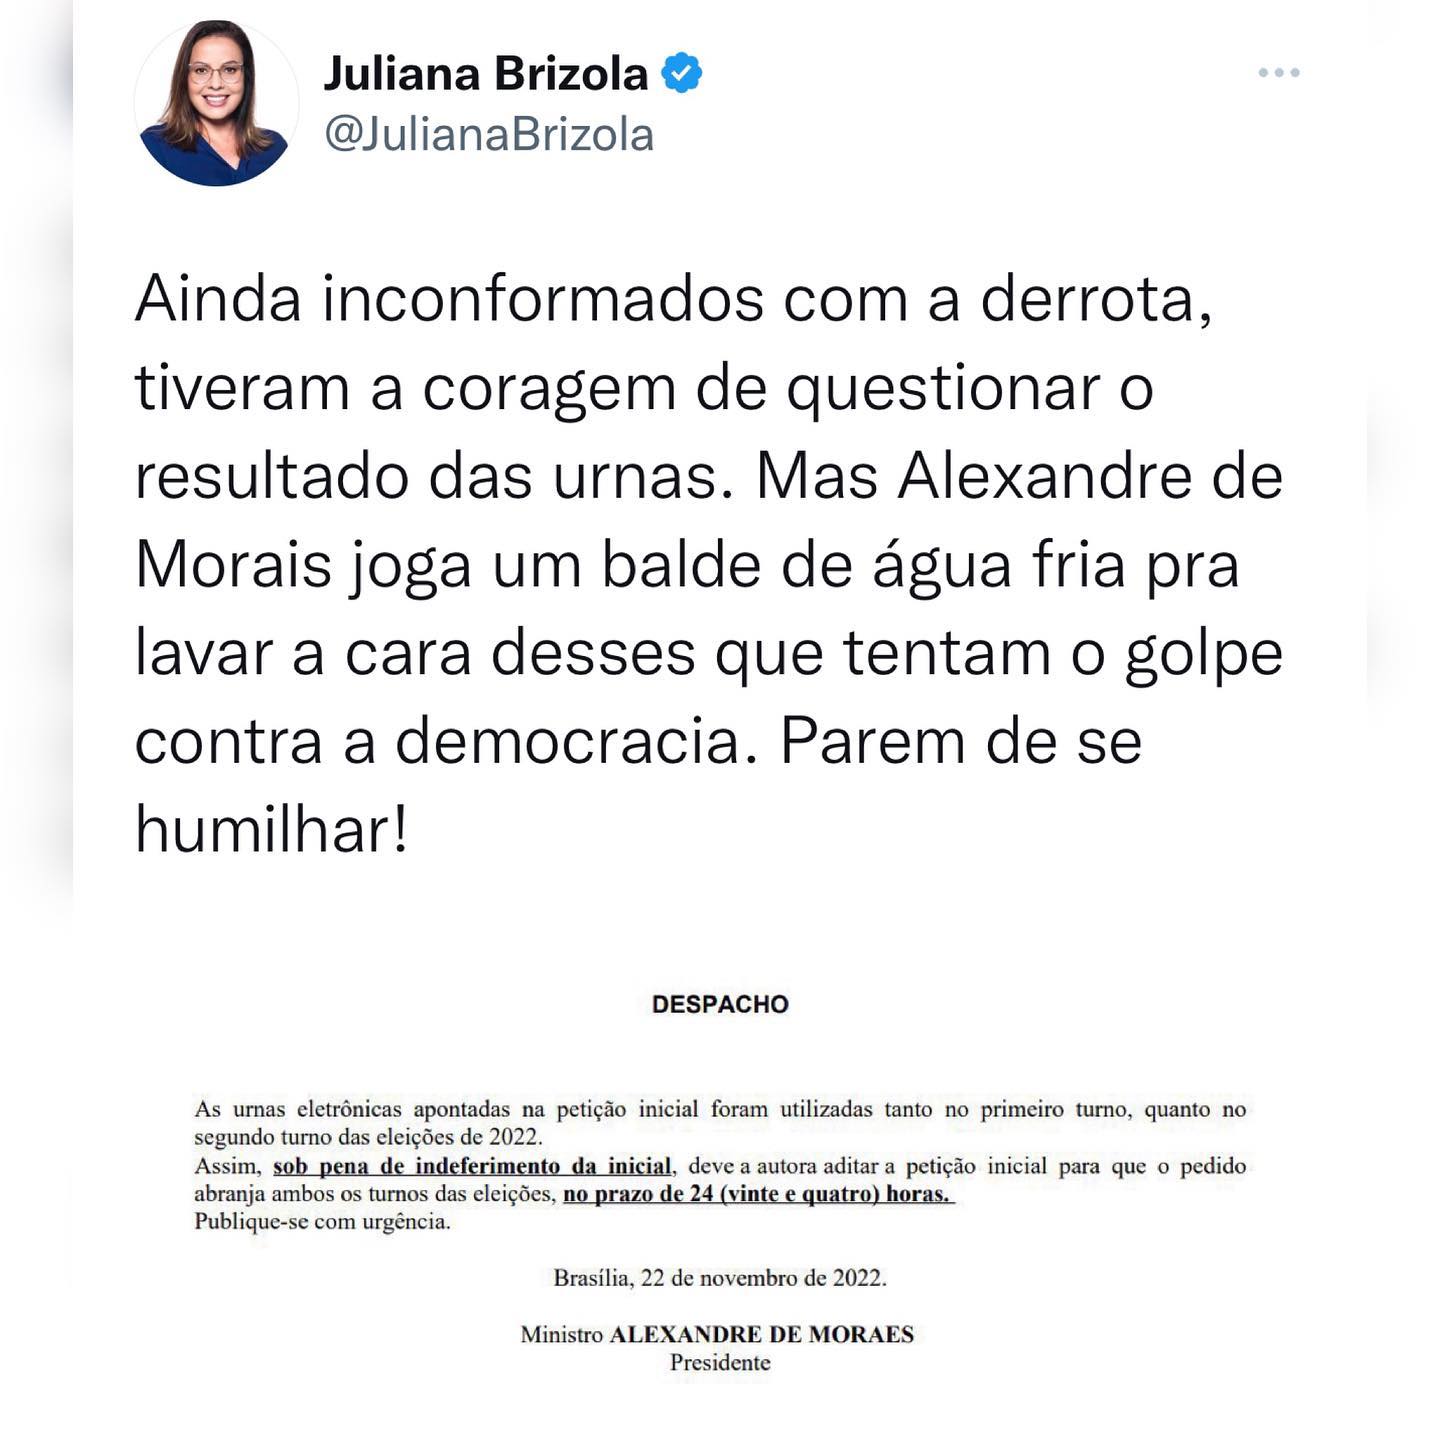 Juliana Brizola
@JulianaBrizola
Ainda inconformados com a derrota,
tiveram a coragem de questionar o
resultado das urnas. Mas Alexandre de
Morais joga um balde de água fria pra
lavar a cara desses que tentam o golpe
contra a democracia. Parem de se
humilhar!
DESPACHO
As urnas eletrônicas apontadas na petição inicial foram utilizadas tanto no primeiro turno, quanto no
segundo turno das eleições de 2022.
Assim, sob pena de indeferimento da inicial, deve a autora aditar a petição inicial para que o pedido
abranja ambos os turnos das eleições, no prazo de 24 (vinte e quatro) horas.
Publique-se com urgência.
Brasília, 22 de novembro de 2022.
Ministro ALEXANDRE DE MORAES
Presidente